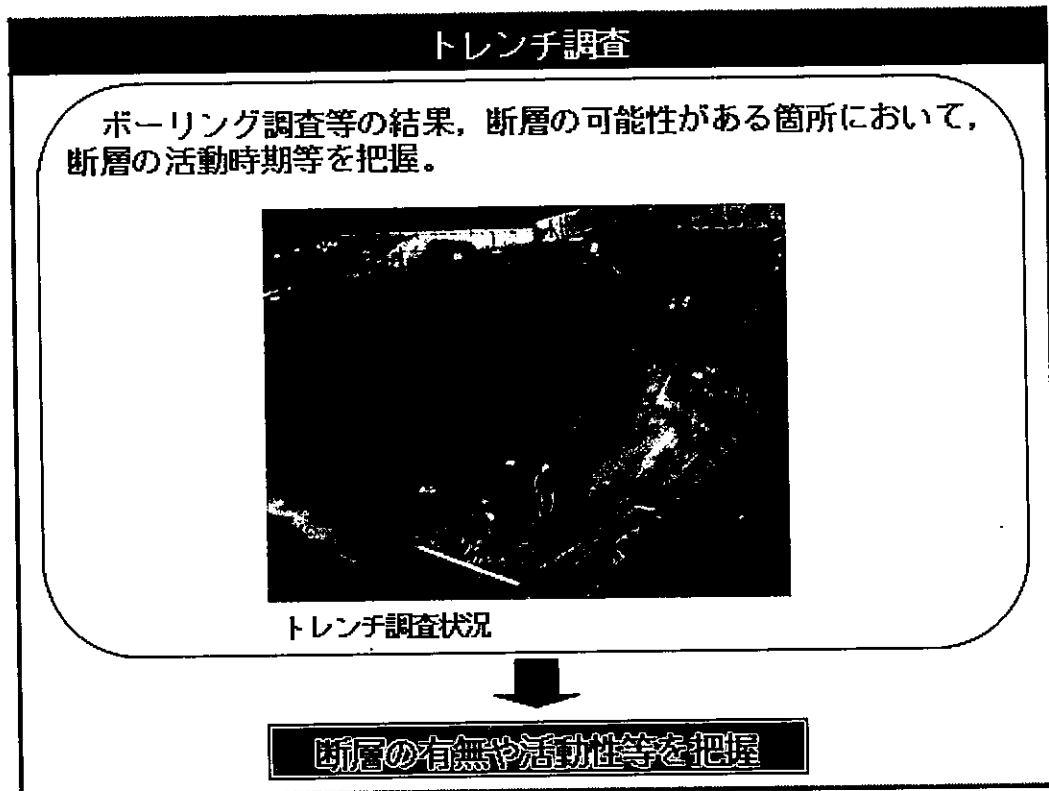 トレンチ調査
ボーリング調査等の結果，断層の可能性がある箇所において，
断層の活動時期等を把握。
トレンチ調査状況
断層の有無や活動性等を把握